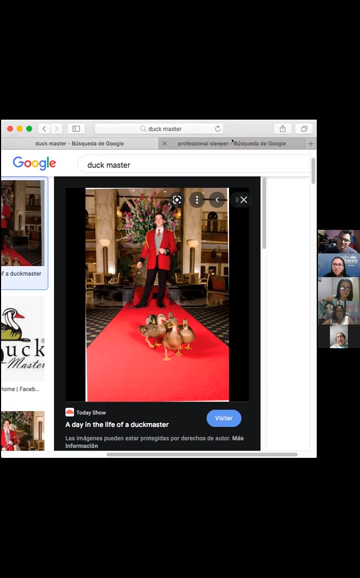 duck master
duck master - Búsqueda de Google
professional sleeper - Búsqueda de Google
Google
duck master
of a duckmaster
uck
Master
Home | Faceb...
Today Show
A day in the life of a duckmaster
Visitar
Las imágenes pueden estar protegidas por derechos de autor. Más
información